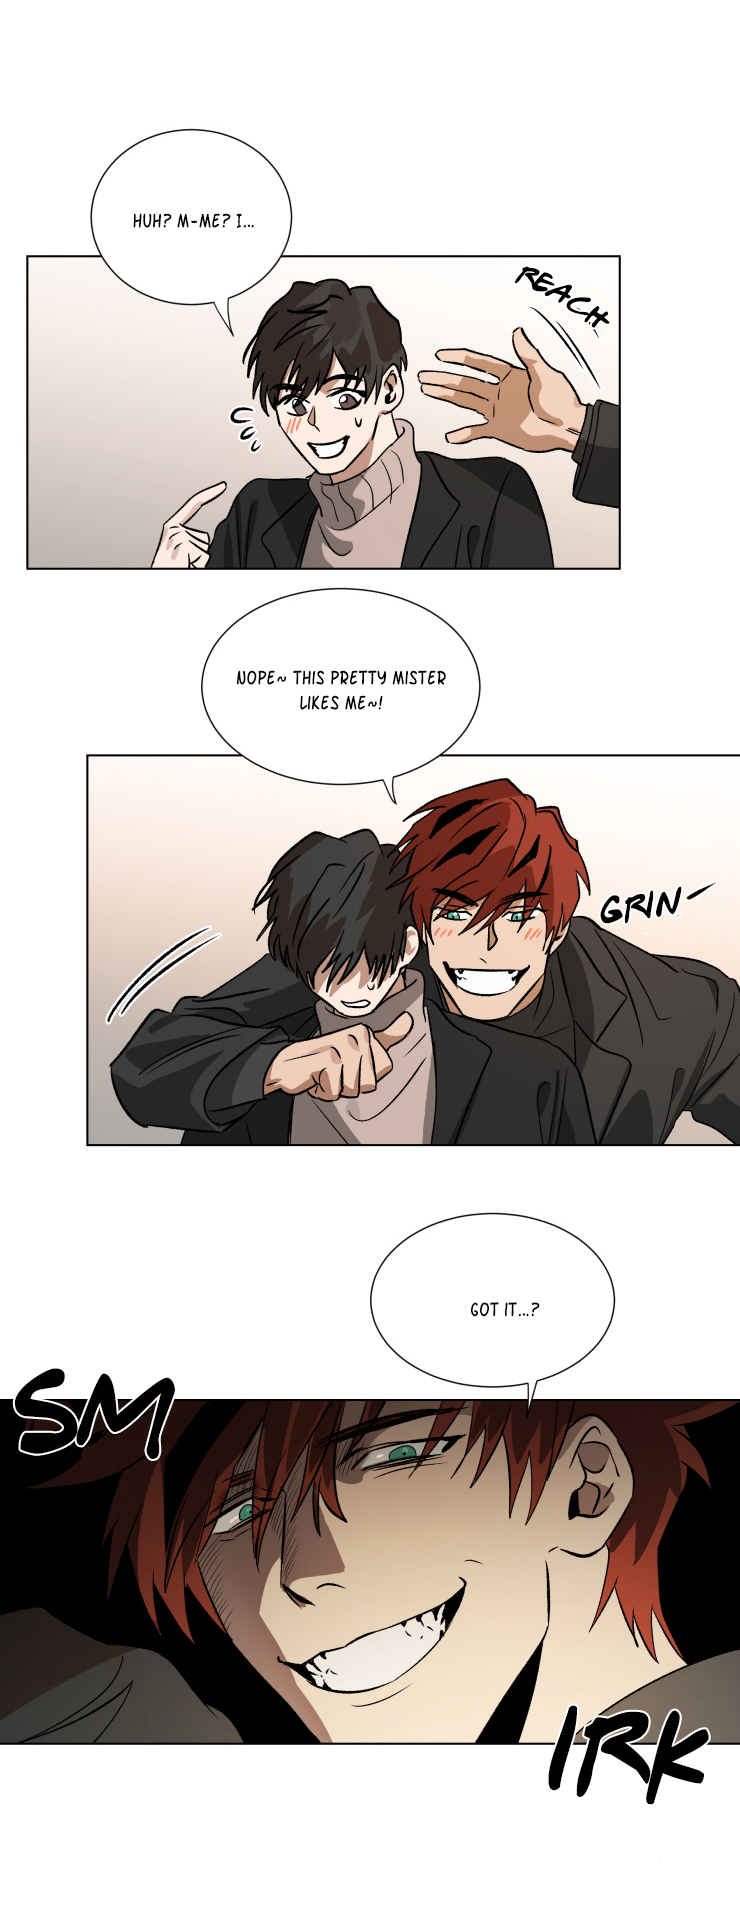 HUH? M-ME? I...
REACH
NOPE~ THIS PRETTY MISTER
LIKES ME~!
GRIN-
GOT IT...?
SM
IRK